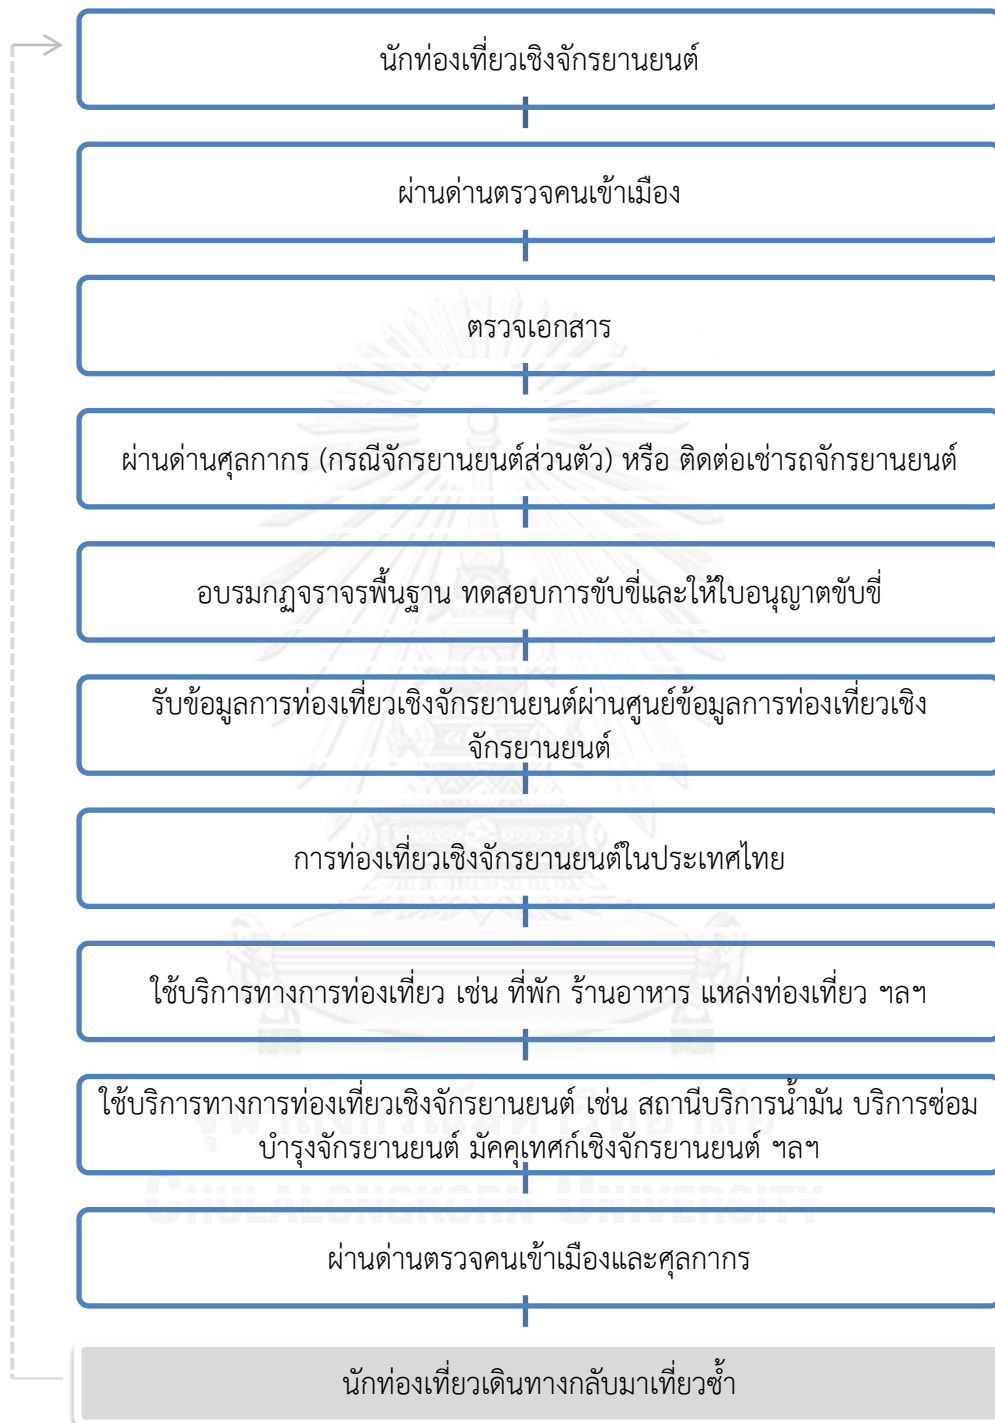 นักท่องเที่ยวเชิงจักรยานยนต์
ผ่านด่านตรวจคนเข้าเมือง
ตรวจเอกสาร
ผ่านด่านศุลกากร (กรณีจักรยานยนต์ส่วนตัว) หรือ ติดต่อเช่ารถจักรยานยนต์
อบรมกฎจราจรพื้นฐาน ทดสอบการขับขี่และให้ใบอนุญาตขับขี่
รับข้อมูลการท่องเที่ยวเชิงจักรยานยนต์ผ่านศูนย์ข้อมูลการท่องเที่ยวเชิง
จักรยานยนต์
การท่องเที่ยวเชิงจักรยานยนต์ในประเทศไทย
ใช้บริการทางการท่องเที่ยว เช่น ที่พัก ร้านอาหาร แหล่งท่องเที่ยว ฯลฯ
ใช้บริการทางการท่องเที่ยวเชิงจักรยานยนต์ เช่น สถานีบริการน้ำมัน บริการซ่อม
บำรุงจักรยานยนต์ มัคคุเทศก์เชิงจักรยานยนต์ ฯลฯ
จุฬาลงกรณ์มหาวิทยาลัย
CHULALONGKORN UNIVERSITY
ผ่านด่านตรวจคนเข้าเมืองและศุลกากร
นักท่องเที่ยวเดินทางกลับมาเที่ยวซ้ำ